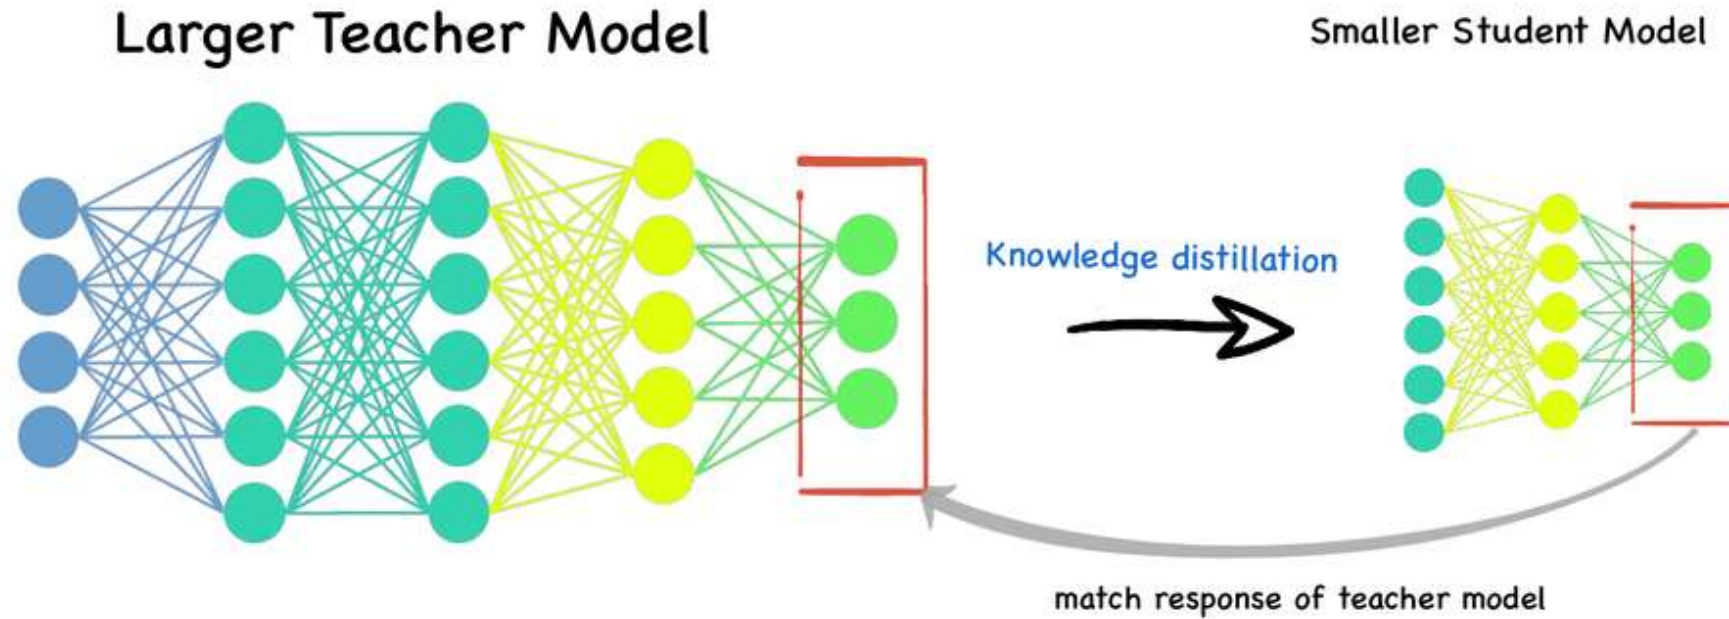 Larger Teacher Model
Smaller Student Model
Knowledge distillation
match response of teacher model